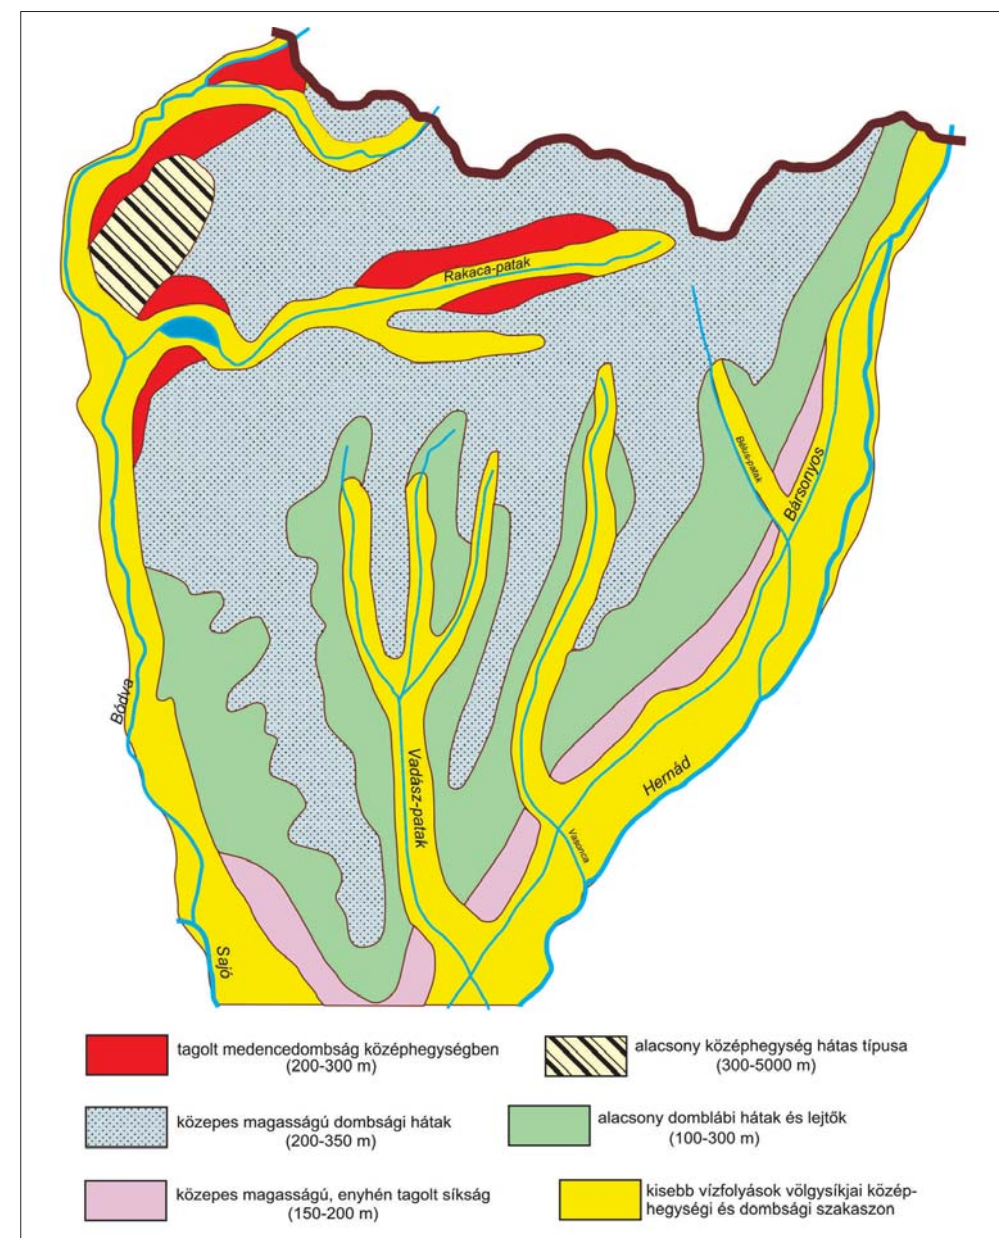 Rakaca-patak
Bélus-patak
Bársonyos
Bódva
Vadász-patak
Hernád
Vasonca
Sajó
tagolt medencedombság középhegységben
(200-300 m)
alacsony középhegység hátas típusa
(300-5000 m)
közepes magasságú dombsági hátak
(200-350 m)
alacsony domblábi hátak és lejtők
(100-300 m)
közepes magasságú, enyhén tagolt síkság
(150-200 m)
kisebb vízfolyások völgysíkjai közép-
hegységi és dombsági szakaszon